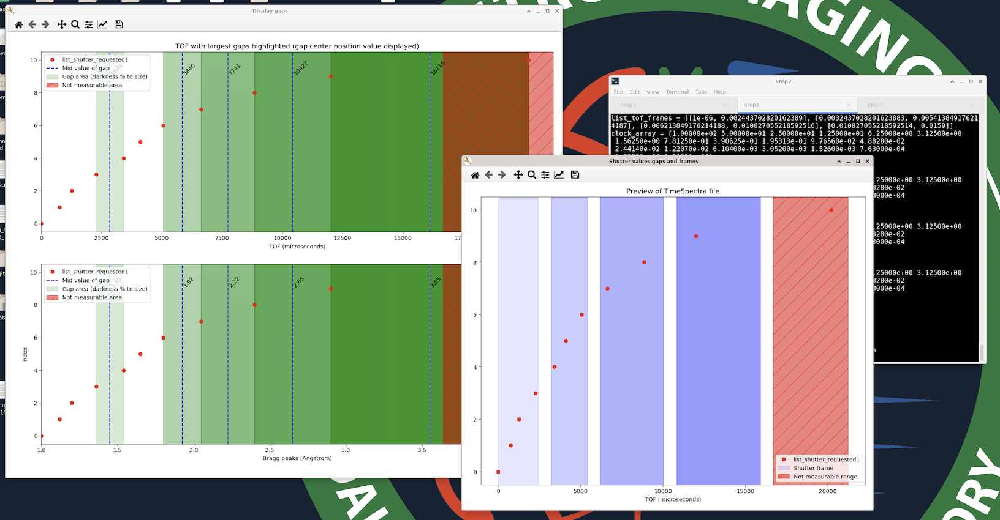 Display gaps
TOF with largest gaps highlighted (gap center position value displayed)
list_shutter_requested1
Mid value of gap
Gap area (darkness % to size)
Not measurable area
5846
7741
10427
16115
10
8
6
4
2
0
0
2500
5000
7500
10000
12500
15000
TOF (microseconds)
list_shutter_requested1
Mid value of gap
Gap area (darkness % to size)
Not measurable area
1.92
2.22
2.65
3.55
10
8
6
4
2
0
Index
1.0
1.5
2.0
2.5
3.0
3.5
Bragg peaks (Angstrom)
step2
File Edit View Terminal Tabs Help
step1
step2
step3
list_tof_frames = [[1e-06, 0.0024437028201623389], [0.0032437028201623883, 0.00541384917621
4187], [0.006213849176214188, 0.010027055218592516], [0.010827055218592514, 0.0159]]
clock_array = [1.00000e+02 5.00000e+01 2.50000e+01 1.25000e+01 6.25000e+00 3.12500e+00
1.56250e+00 7.81250e-01 3.90625e-01 1.95313e-01 9.76560e-02 4.88280e-02
2.44140e-02 1.22070e-02 6.10400e-03 3.05200e-03 1.52600e-03 7.63000e-04
.25000e+00 3.12500e+00
8280e-02
3000e-04
.25000e+00 3.12500e+00
8280e-02
3000e-04
.25000e+00 3.12500e+00
8280e-02
3000e-04
Shutter values gaps and frames
Preview of TimeSpectra file
10
8
6
4
2
0
list_shutter_requested1
Shutter frame
Not measurable range
0
5000
10000
15000
20000
TOF (microseconds)
AGING
ORY